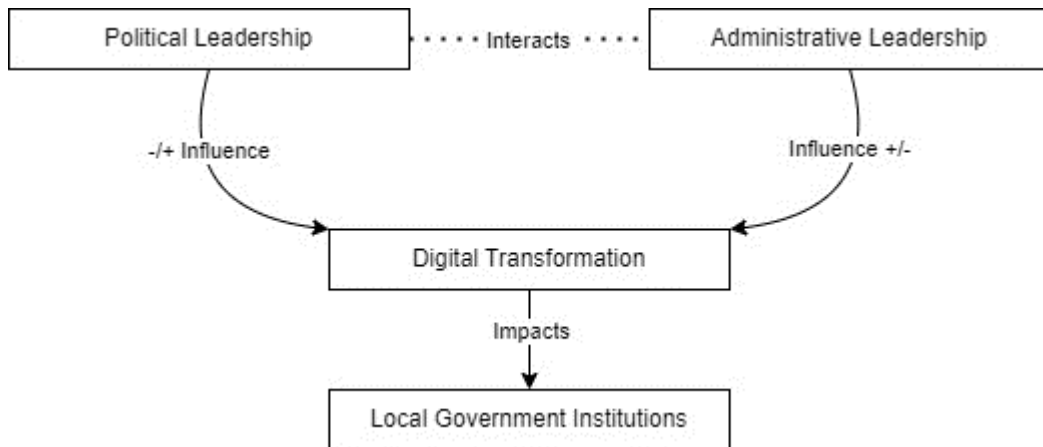 Political Leadership
Interacts
Administrative Leadership
-/+ Influence
Influence +/-
Digital Transformation
Impacts
Local Government Institutions